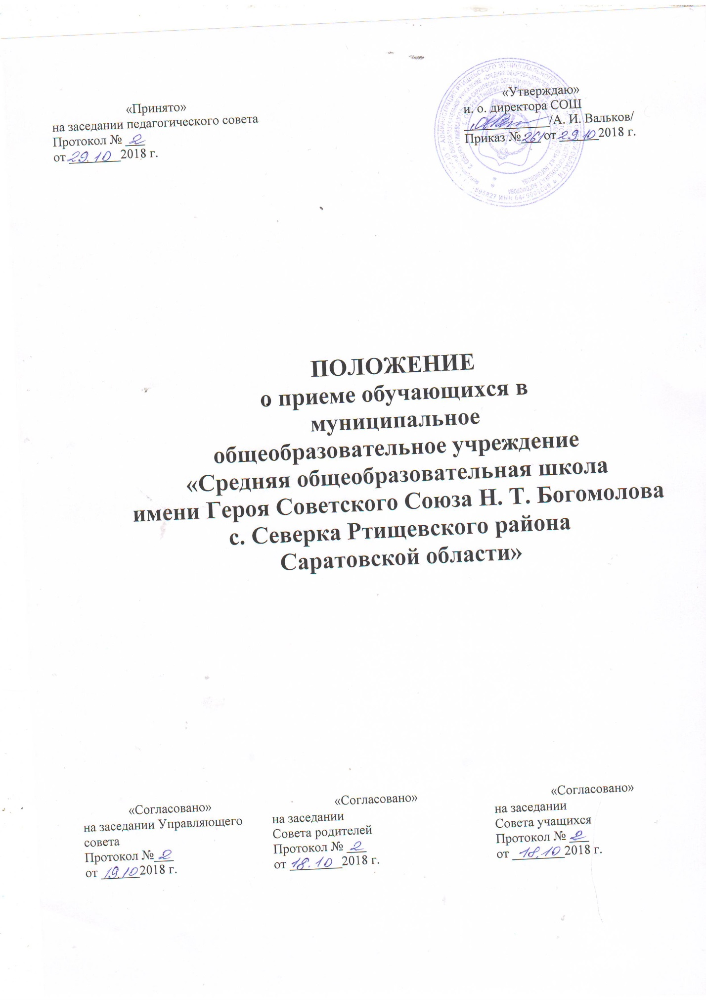 «Принято»
на заседании педагогического совета
Протокол № 2
от 29.10 2018 г.
«Утверждаю»
и. о. директора СОШ
/А. И. Вальков/
Приказ № 261 от 29.10 2018 г.
ПОЛОЖЕНИЕ
о приеме обучающихся в
муниципальное
общеобразовательное учреждение
«Средняя общеобразовательная школа
имени Героя Советского Союза Н. Т. Богомолова
с. Северка Ртищевского района
Саратовской области»
«Согласовано»
на заседании Управляющего
совета
Протокол № 2
от 19.10 2018 г.
«Согласовано»
на заседании
Совета родителей
Протокол № 2
от 18.10 2018 г.
«Согласовано»
на заседании
Совета учащихся
Протокол № 2
от 18.10 2018 г.